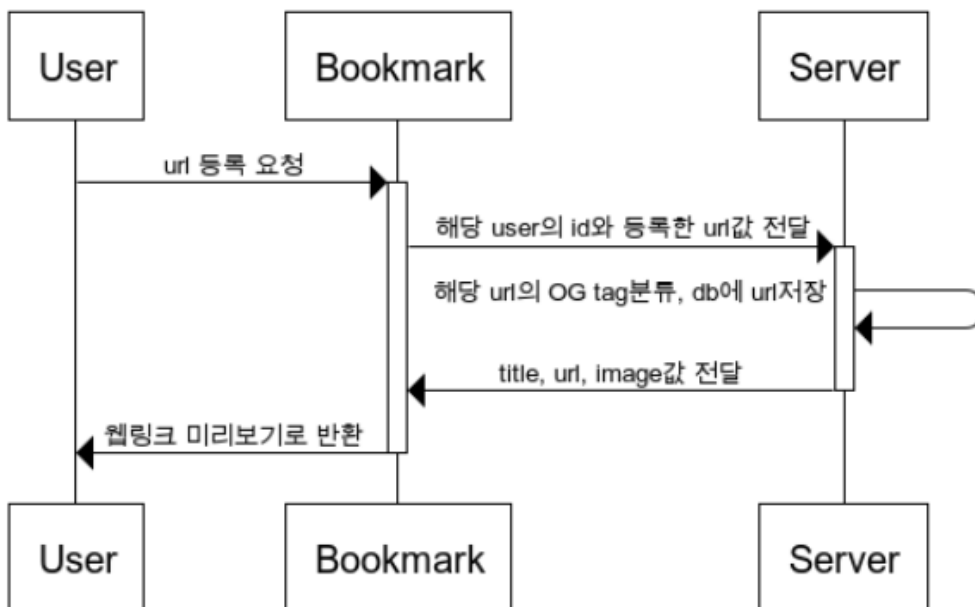 User
Bookmark
Server
url 등록 요청
해당 user의 id와 등록한 url값 전달
해당 url의 OG tag분류, db에 url저장
title, url, image값 전달
웹링크 미리보기로 반환
User
Bookmark
Server